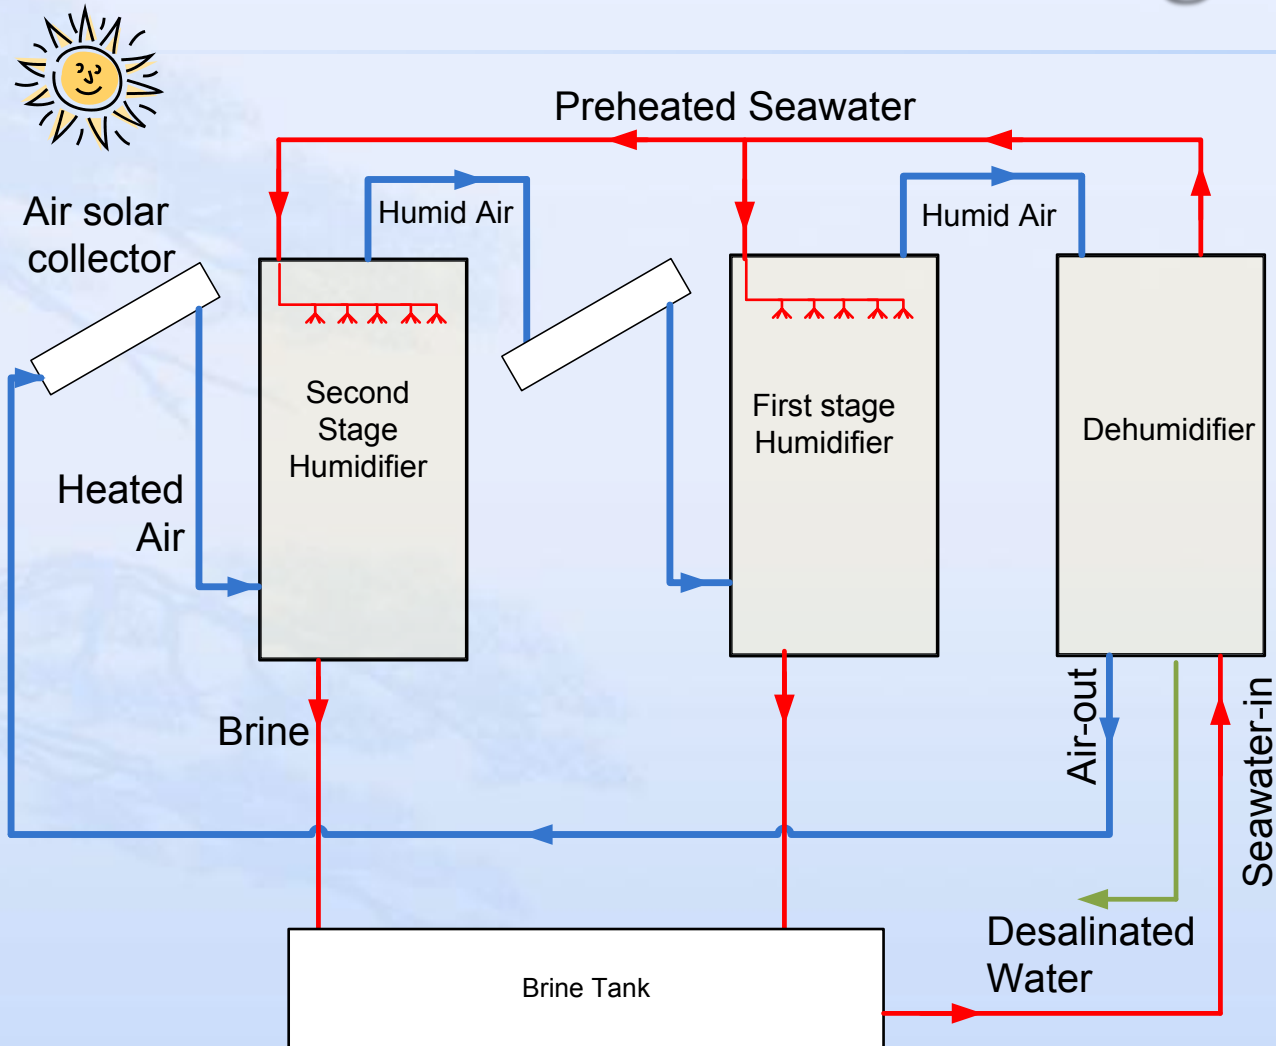 Preheated Seawater
Air solar
collector
Humid Air
Humid Air
Second
Stage
Humidifier
First stage
Humidifier
Dehumidifier
Heated
Air
Brine
Air-out
Seawater-in
Desalinated
Water
Brine Tank